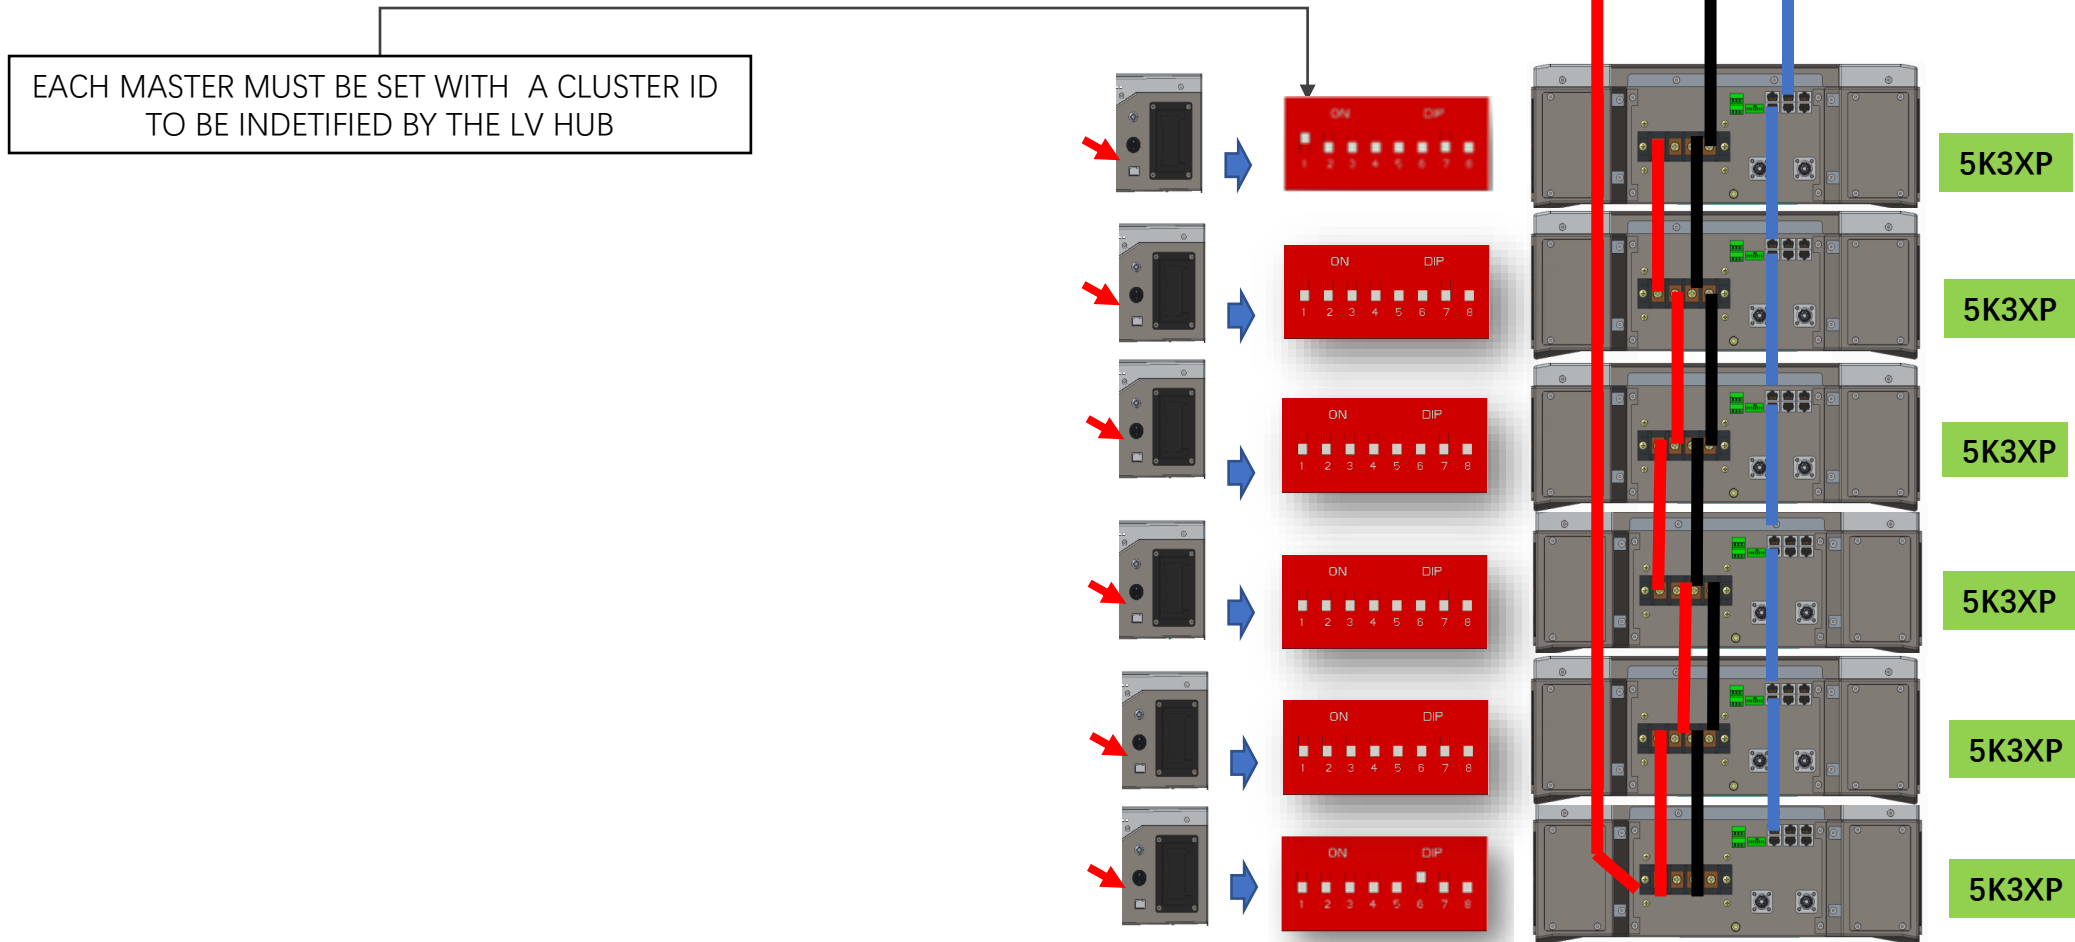 EACH MASTER MUST BE SET WITH A CLUSTER ID
TO BE INDETIFIED BY THE LV HUB
ON DIP
1 2 3 4 5 6 7 8
5K3XP
ON DIP
1 2 3 4 5 6 7 8
5K3XP
ON DIP
1 2 3 4 5 6 7 8
5K3XP
ON DIP
1 2 3 4 5 6 7 8
5K3XP
ON DIP
1 2 3 4 5 6 7 8
5K3XP
ON DIP
1 2 3 4 5 6 7 8
5K3XP